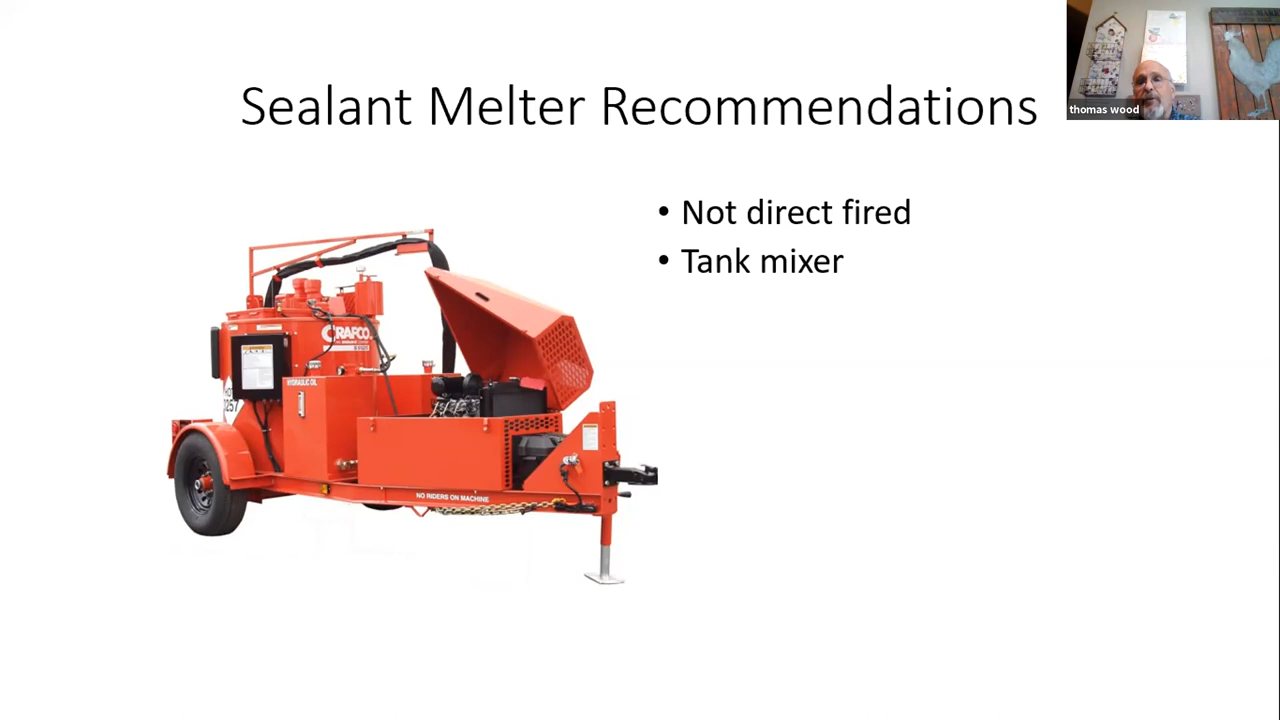 Sealant Melter Recommendations
thomas wood
• Not direct fired
• Tank mixer
CRAFCO
HYDRAULIC OIL
NO RIDERS ON MACHINE